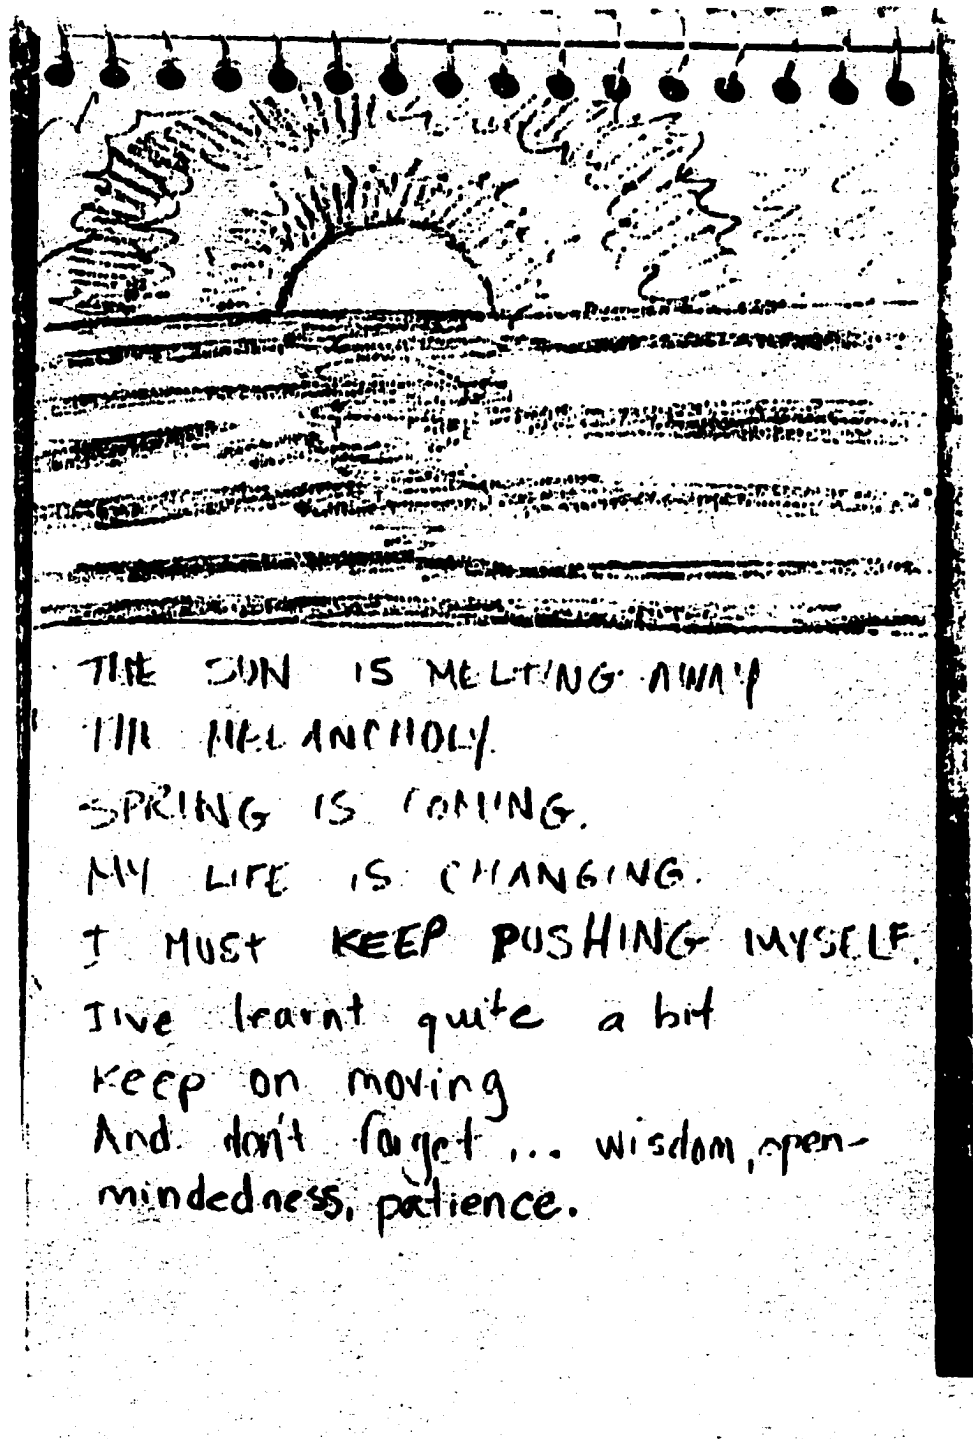 THE SUN IS MELTING AWAY
THE MELANCHOLY.
SPRING IS COMING.
MY LIFE IS CHANGING.
I MUST KEEP PUSHING MYSELF.
I've learnt quite a bit
Keep on moving
And don't forget ... wisdom, open-
mindedness, patience.